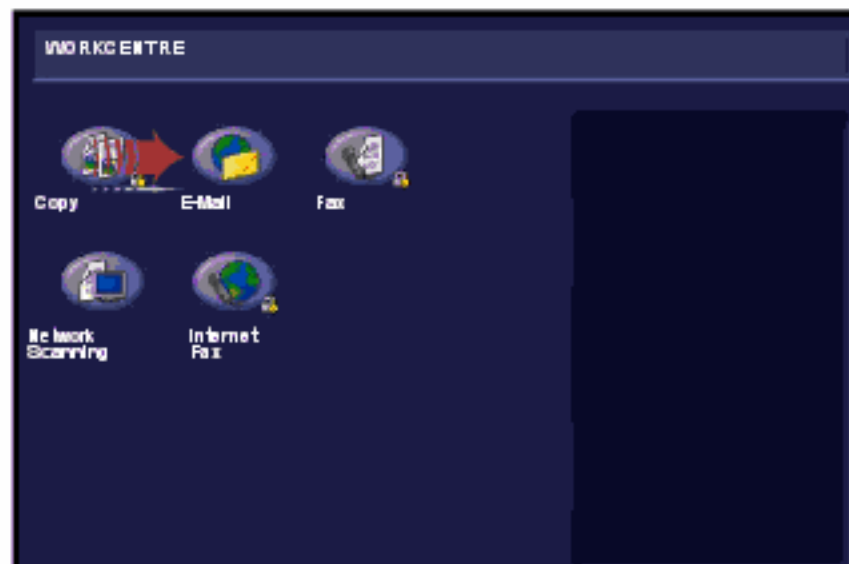 WORKCENTRE
Copy
E-Mail
Fax
Network
Scanning
Internet
Fax